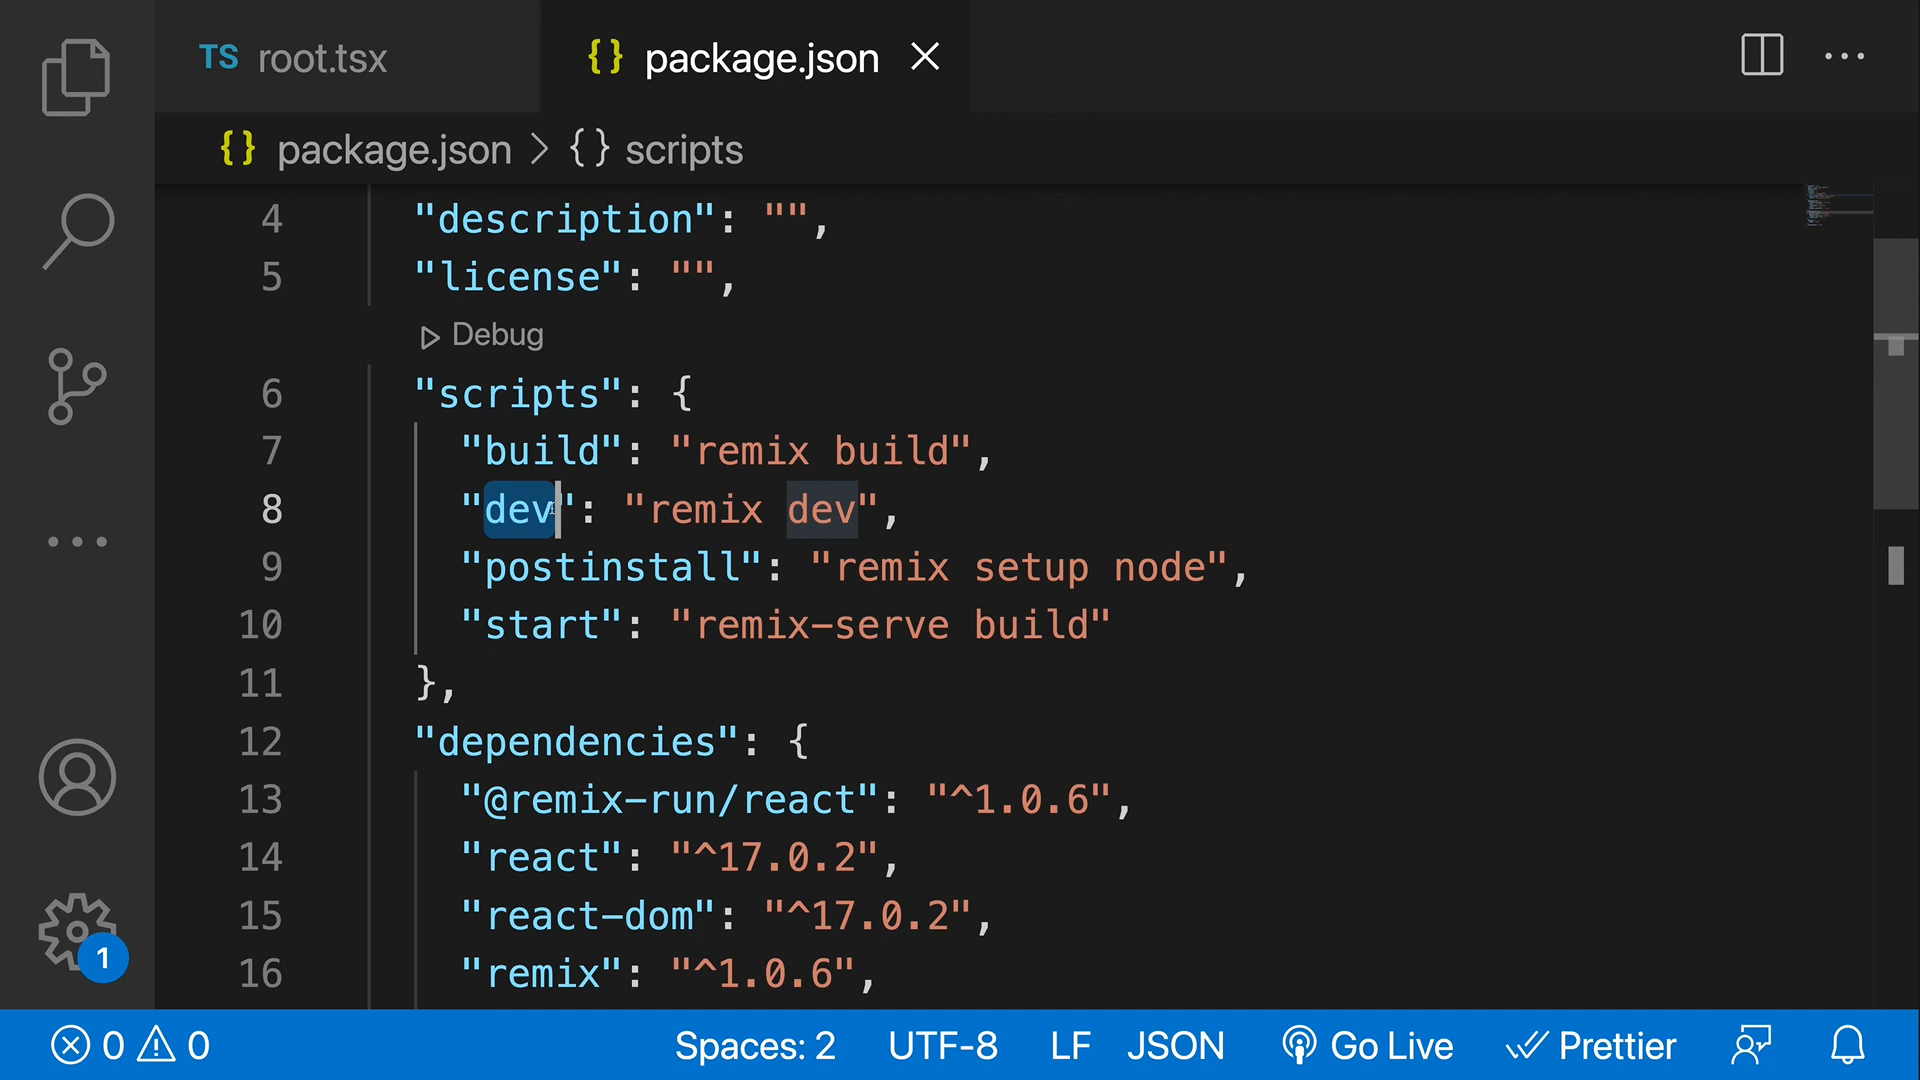 TS root.tsx {} package.json
{} package.json > {} scripts
4 "description": "",
5 "license": "",
Debug
6 "scripts": {
7 "build": "remix build",
8 "dev": "remix dev",
9 "postinstall": "remix setup node",
10 "start": "remix-serve build"
11 },
12 "dependencies": {
13 "@remix-run/react": "^1.0.6",
14 "react": "^17.0.2",
15 "react-dom": "^17.0.2",
16 "remix": "^1.0.6",
1
0 0 Spaces: 2 UTF-8 LF JSON Go Live Prettier